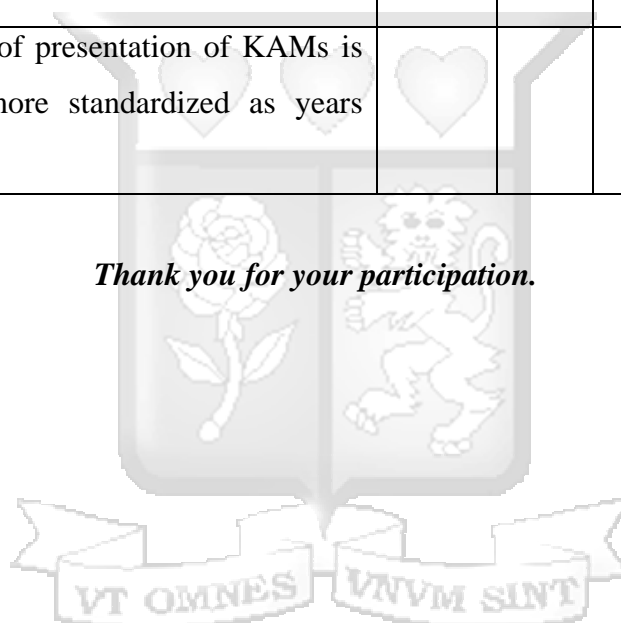 of presentation of KAMs is
more standardized as years
Thank you for your participation.
VT OMNES VNVM SINT